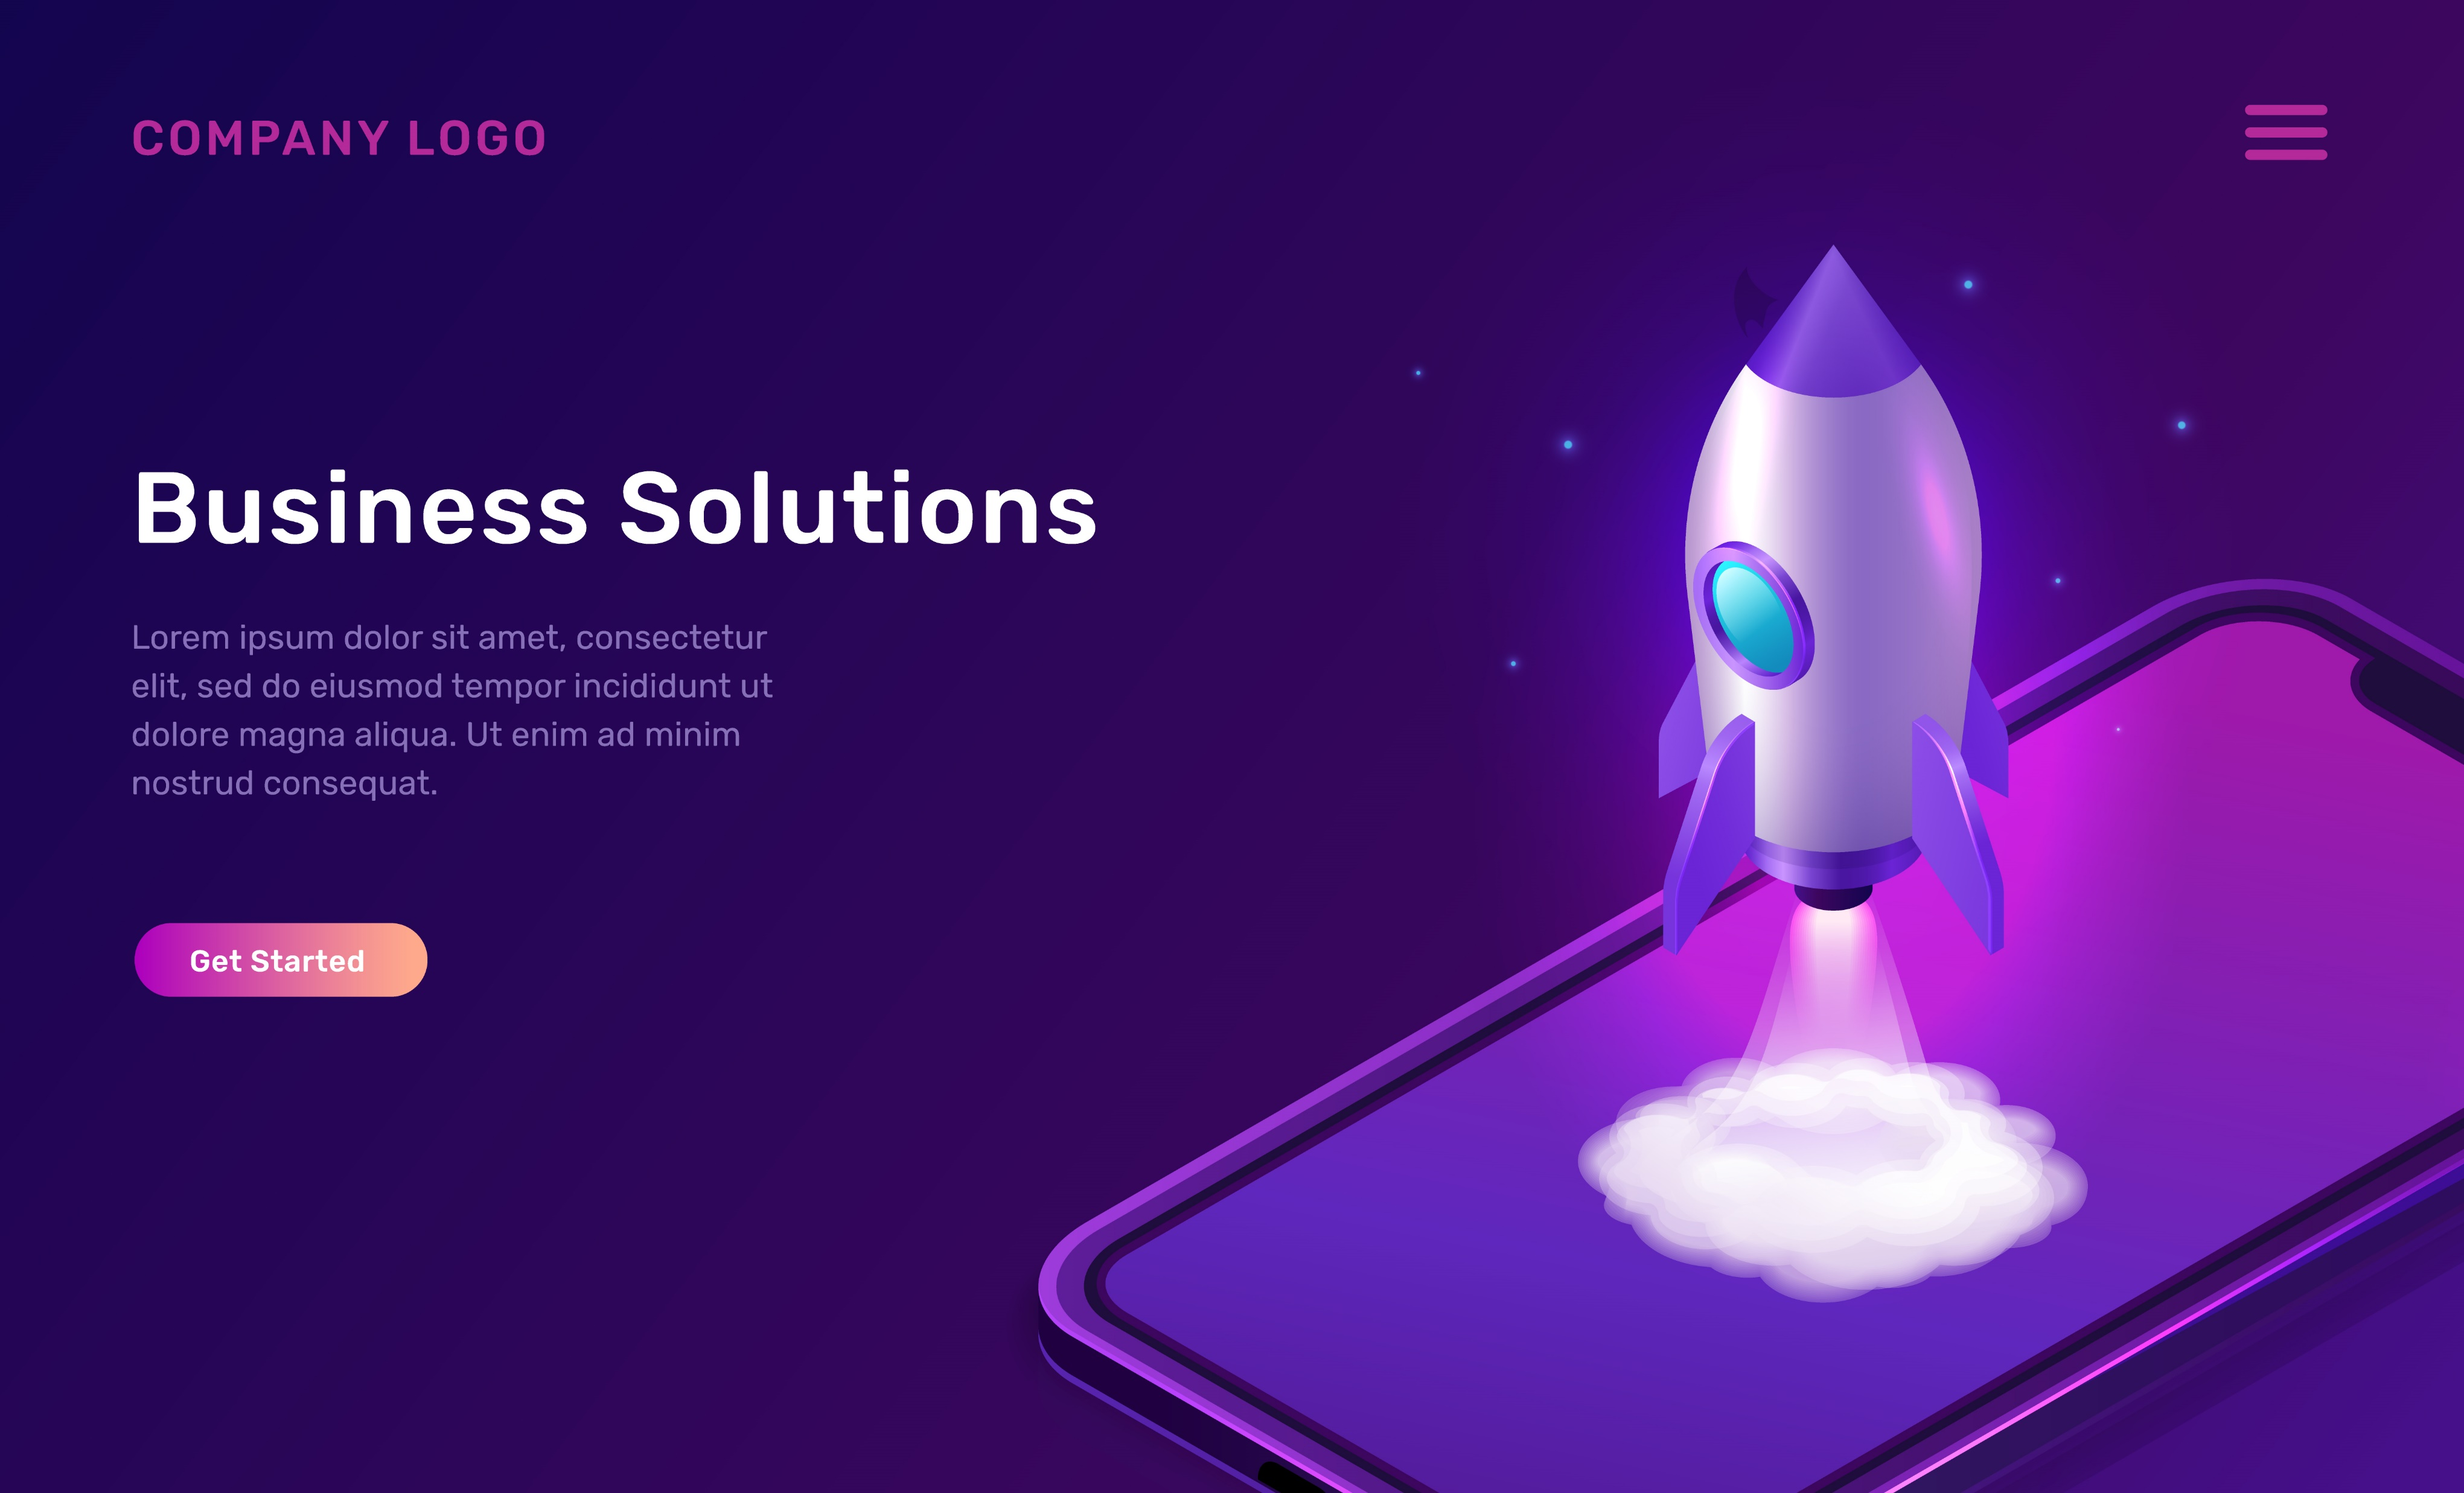 COMPANY LOGO
Business Solutions
Lorem ipsum dolor sit amet, consectetur
elit, sed do eiusmod tempor incididunt ut
dolore magna aliqua. Ut enim ad minim
nostrud consequat.
Get Started